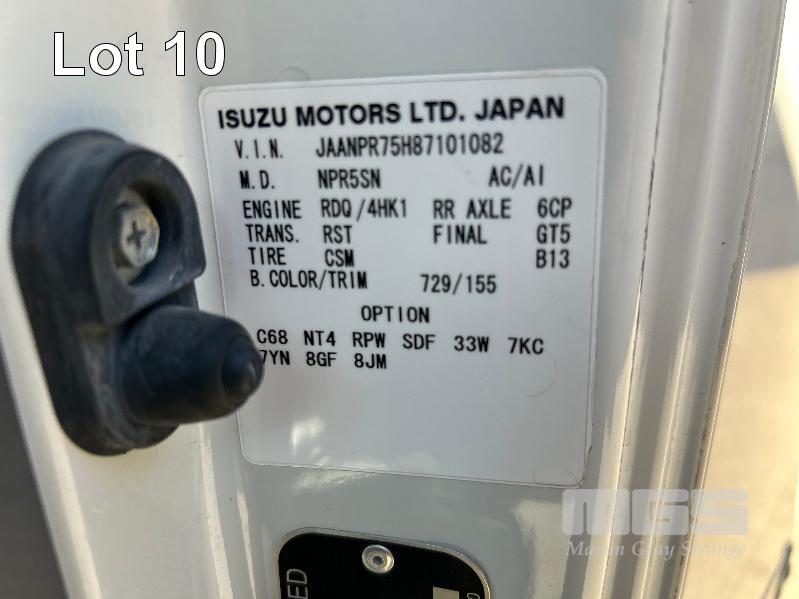 Lot 10
ISUZU MOTORS LTD. JAPAN
V.I.N. JAANPR75H87101082
M.D. NPR5SN AC/AI
ENGINE RDQ/4HK1 RR AXLE 6CP
TRANS. RST FINAL GT5
TIRE CSM B13
B.COLOR/TRIM 729/155
OPTION
C68 NT4 RPW SDF 33W 7KC
7YN 8GF 8JM
MGS
Mason Gray Strange